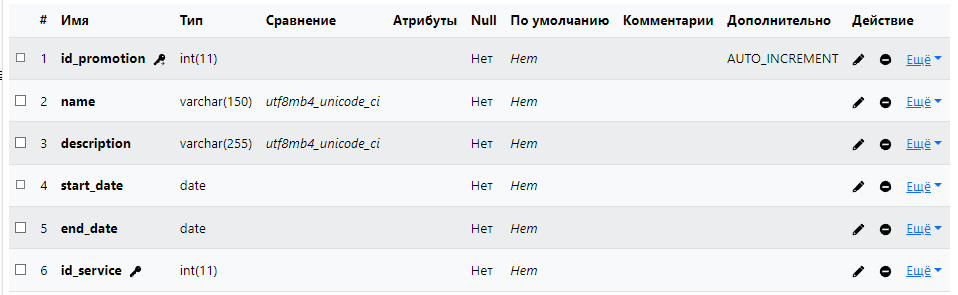 # Имя Тип Сравнение Атрибуты Null По умолчанию Комментарии Дополнительно Действие
1 id_promotion int(11) Нет Нет AUTO_INCREMENT Ещё
2 name varchar(150) utf8mb4_unicode_ci Нет Нет Ещё
3 description varchar(255) utf8mb4_unicode_ci Нет Нет Ещё
4 start_date date Нет Нет Ещё
5 end_date date Нет Нет Ещё
6 id_service int(11) Нет Нет Ещё